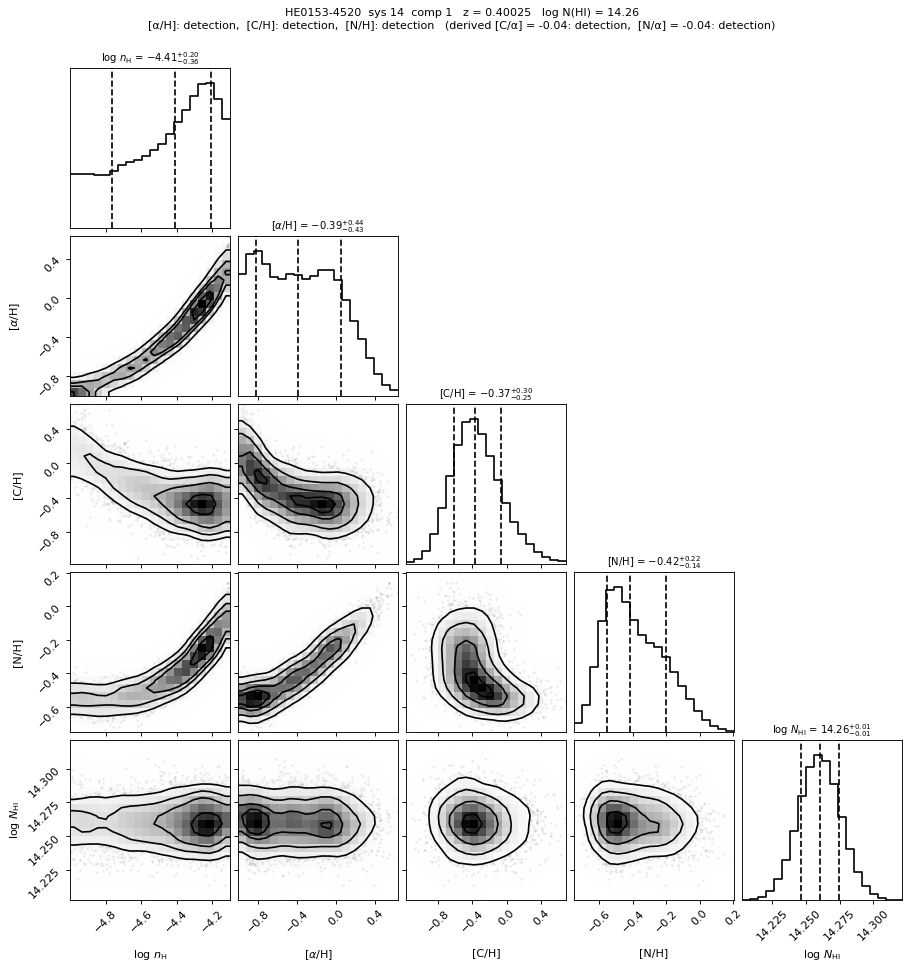 HE0153-4520 sys 14 comp 1 z = 0.40025 log N(HI) = 14.26
[α/H]: detection, [C/H]: detection, [N/H]: detection (derived [C/α] = -0.04: detection, [N/α] = -0.04: detection)
log n_H = −4.41 +0.20 −0.36
[α/H] = −0.39 +0.44 −0.43
0.4
0.0
−0.4
−0.8
[α/H]
[C/H] = −0.37 +0.30 −0.25
0.4
0.0
−0.4
−0.8
[C/H]
[N/H] = −0.42 +0.22 −0.14
0.2
0.0
−0.2
−0.4
−0.6
[N/H]
log N_HI = 14.26 +0.01 −0.01
14.300
14.275
14.250
14.225
log N_HI
−4.8 −4.6 −4.4 −4.2
−0.8 −0.4 0.0 0.4
−0.8 −0.4 0.0 0.4
−0.6 −0.4 −0.2 0.0 0.2
14.225 14.250 14.275 14.300
log n_H [α/H] [C/H] [N/H] log N_HI